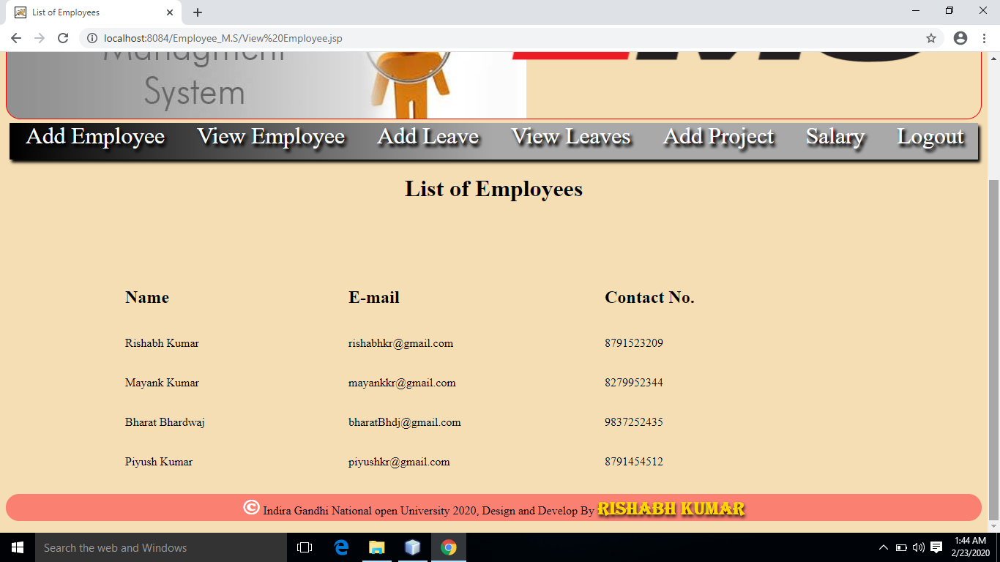 List of Employees
localhost:8084/Employee_M.S/View%20Employee.jsp
Managment
System
EMS
Add Employee View Employee Add Leave View Leaves Add Project Salary Logout
List of Employees
Name E-mail Contact No.
Rishabh Kumar rishabhkr@gmail.com 8791523209
Mayank Kumar mayankkr@gmail.com 8279952344
Bharat Bhardwaj bharatBhdj@gmail.com 9837252435
Piyush Kumar piyushkr@gmail.com 8791454512
© Indira Gandhi National open University 2020, Design and Develop By RISHABH KUMAR
Search the web and Windows
1:44 AM
2/23/2020